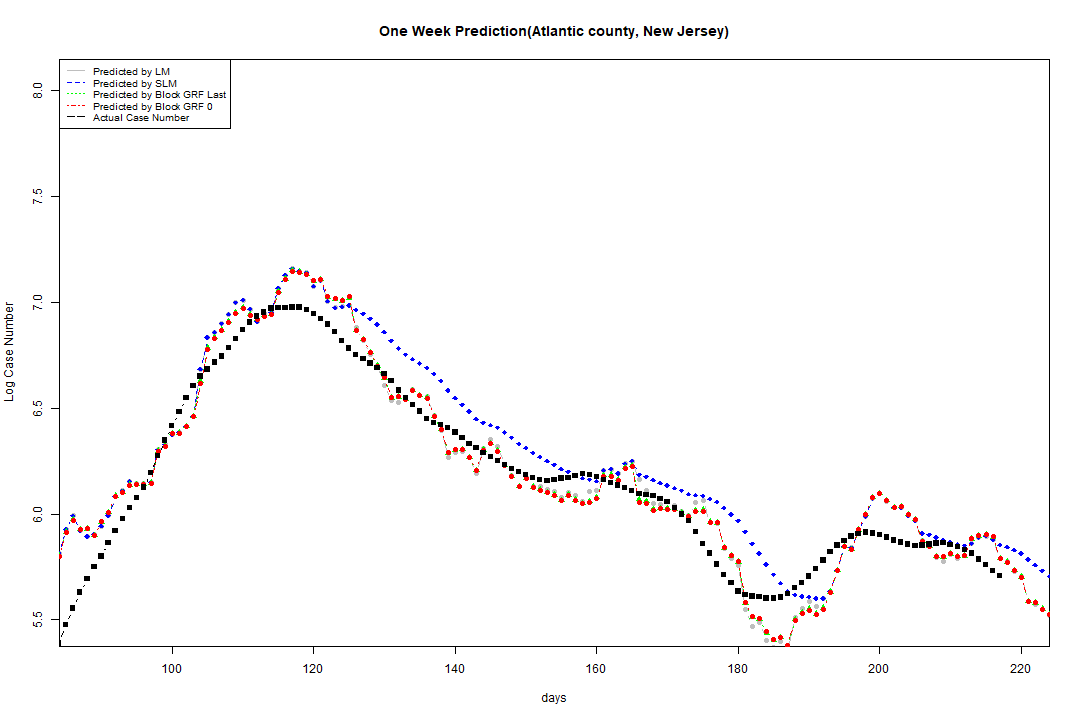 One Week Prediction(Atlantic county, New Jersey)
Predicted by LM
Predicted by SLM
Predicted by Block GRF Last
Predicted by Block GRF 0
Actual Case Number
8.0
7.5
7.0
6.5
6.0
5.5
Log Case Number
100 120 140 160 180 200 220
days